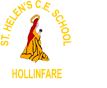 ST. HELEN'S C.E. SCHOOL
HOLLINFARE